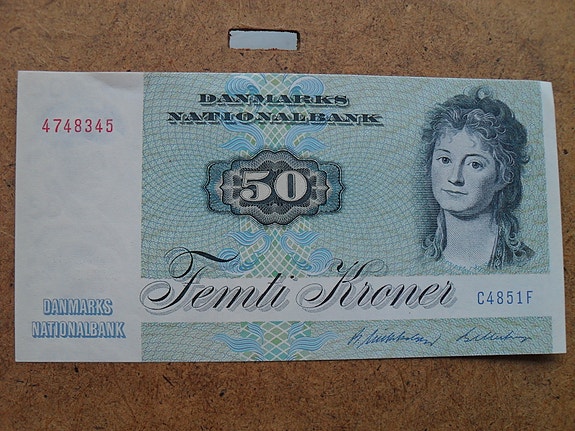 4748345
DANMARKS
NATIONALBANK
50
Femti Kroner
C4851F
DANMARKS
NATIONALBANK